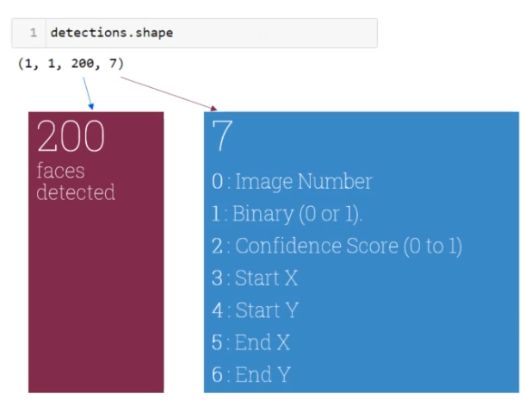 1 detections.shape
(1, 1, 200, 7)
200
faces
detected
7
0 : Image Number
1 : Binary (0 or 1).
2 : Confidence Score (0 to 1)
3 : Start X
4 : Start Y
5 : End X
6 : End Y